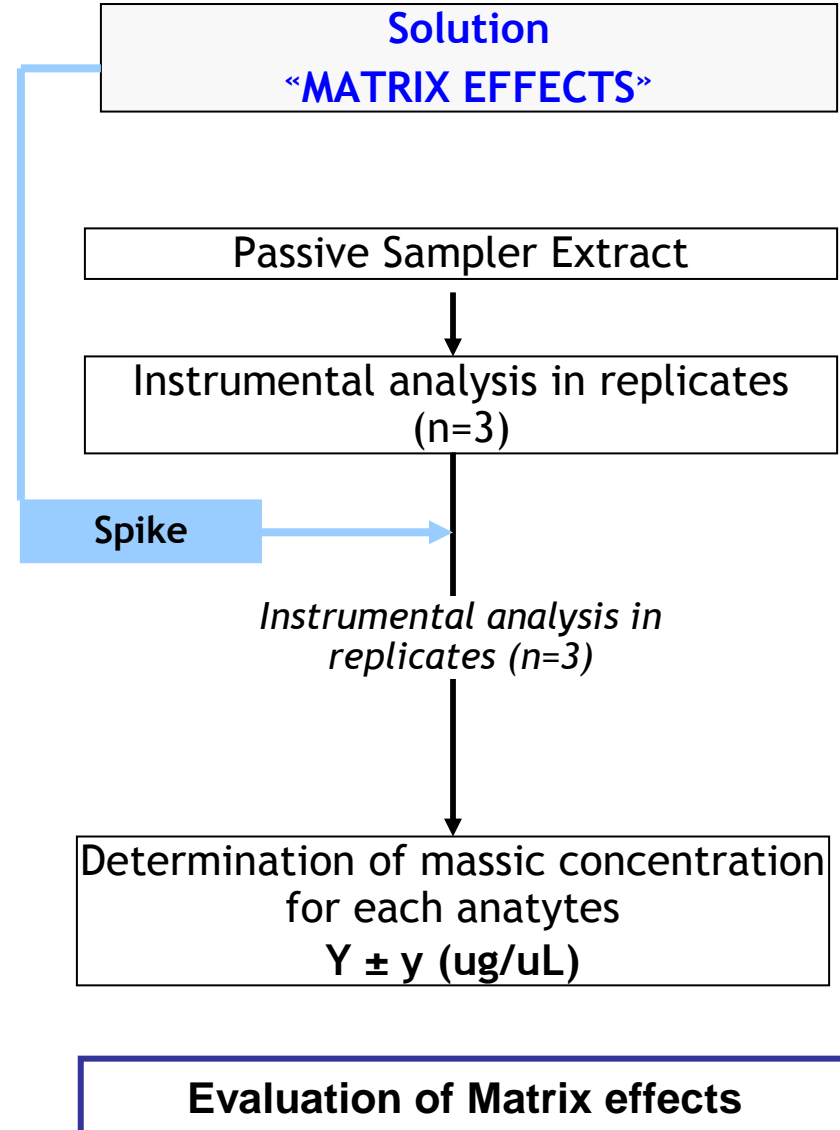 Solution
“MATRIX EFFECTS”
Passive Sampler Extract
Instrumental analysis in replicates
(n=3)
Spike
Instrumental analysis in
replicates (n=3)
Determination of massic concentration
for each anatytes
Y ± y (ug/uL)
Evaluation of Matrix effects